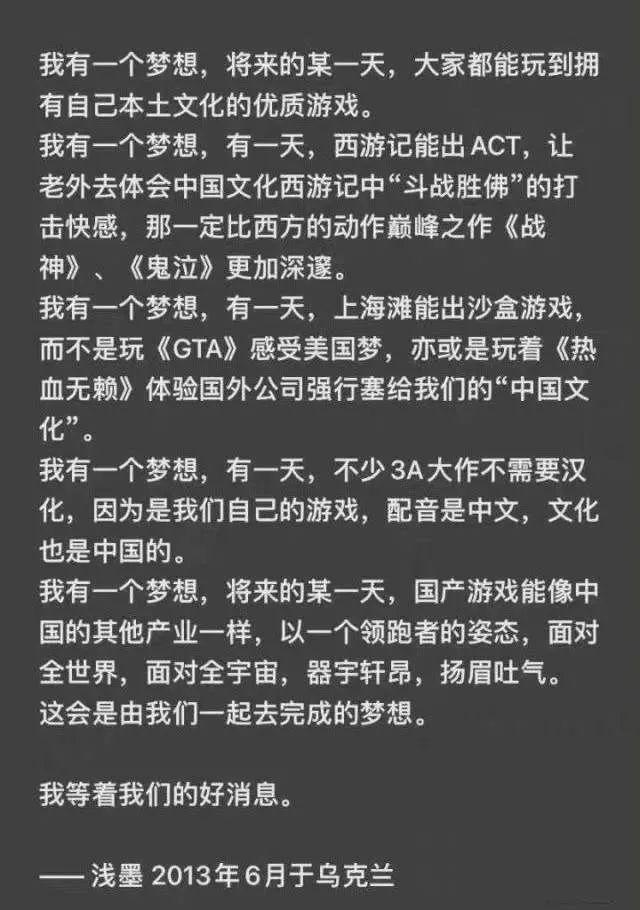 我有一个梦想，将来的某一天，大家都能玩到拥
有自己本土文化的优质游戏。
我有一个梦想，有一天，西游记能出ACT，让
老外去体会中国文化西游记中“斗战胜佛”的打
击快感，那一定比西方的动作巅峰之作《战
神》、《鬼泣》更加深邃。
我有一个梦想，有一天，上海滩能出沙盒游戏，
而不是玩《GTA》感受美国梦，亦或是玩着《热
血无赖》体验国外公司强行塞给我们的“中国文
化”。
我有一个梦想，有一天，不少3A大作不需要汉
化，因为是我们自己的游戏，配音是中文，文化
也是中国的。
我有一个梦想，将来的某一天，国产游戏能像中
国的其他产业一样，以一个领跑者的姿态，面对
全世界，面对全宇宙，器宇轩昂，扬眉吐气。
这会是由我们一起去完成的梦想。
我等着我们的好消息。
—— 浅墨 2013年6月于乌克兰